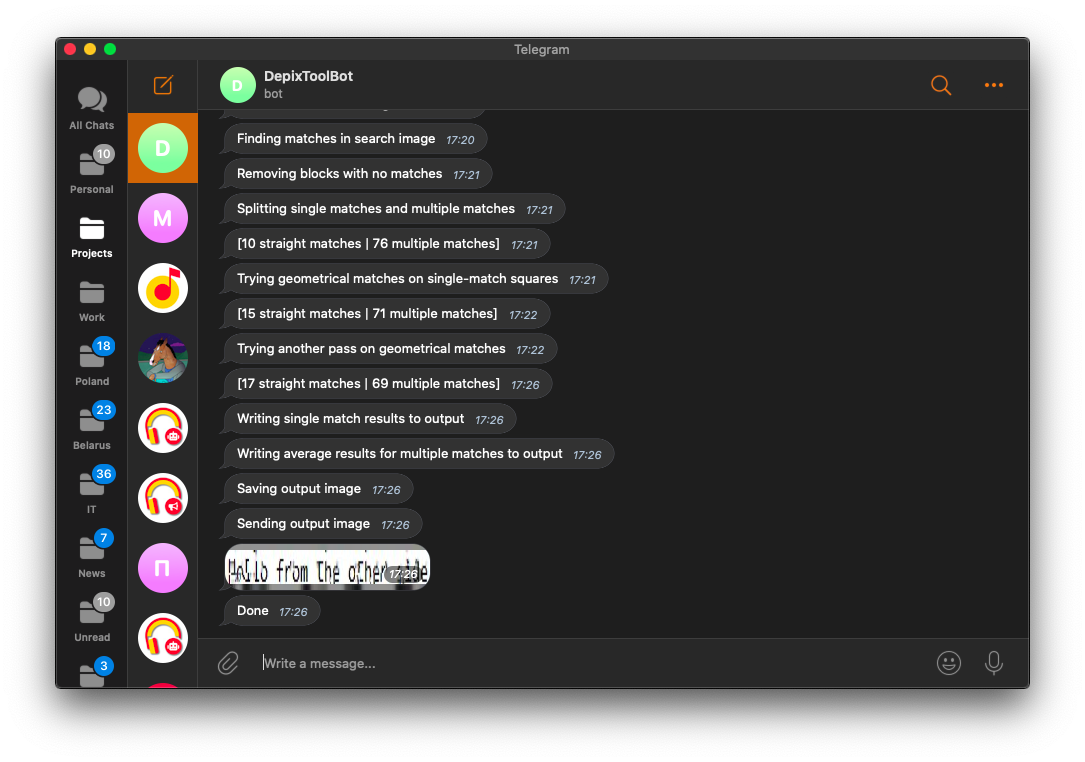 Telegram
All Chats
10
Personal
Projects
Work
18
Poland
23
Belarus
36
IT
7
News
10
Unread
3
D
M
П
D
DepixToolBot
bot
Finding matches in search image 17:20
Removing blocks with no matches 17:21
Splitting single matches and multiple matches 17:21
[10 straight matches | 76 multiple matches] 17:21
Trying geometrical matches on single-match squares 17:21
[15 straight matches | 71 multiple matches] 17:22
Trying another pass on geometrical matches 17:22
[17 straight matches | 69 multiple matches] 17:26
Writing single match results to output 17:26
Writing average results for multiple matches to output 17:26
Saving output image 17:26
Sending output image 17:26
Hello from the other side
17:26
Done 17:26
Write a message...